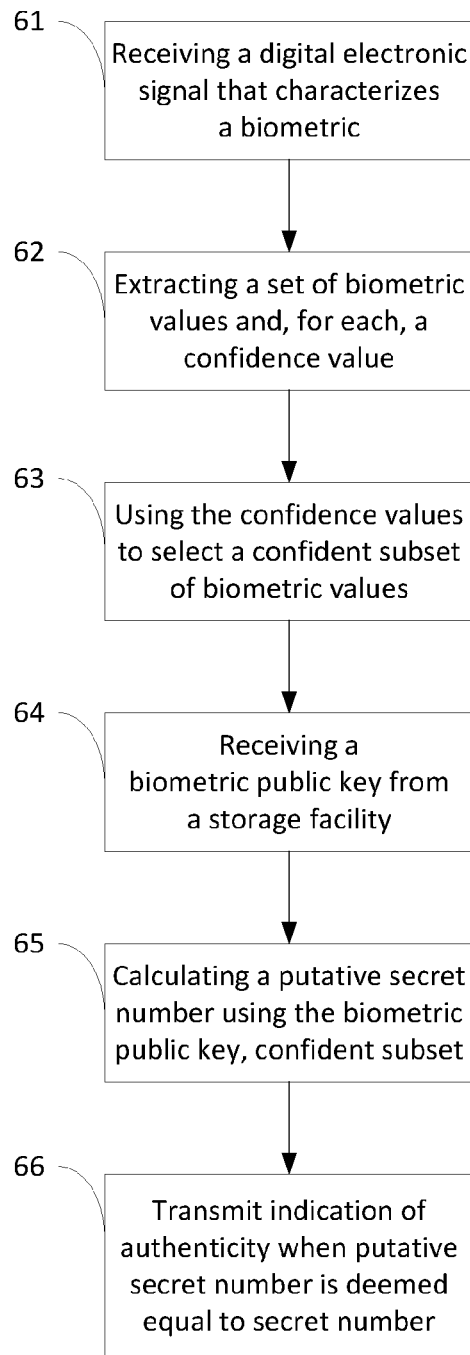 61
Receiving a digital electronic
signal that characterizes
a biometric
62
Extracting a set of biometric
values and, for each, a
confidence value
63
Using the confidence values
to select a confident subset
of biometric values
64
Receiving a
biometric public key from
a storage facility
65
Calculating a putative secret
number using the biometric
public key, confident subset
66
Transmit indication of
authenticity when putative
secret number is deemed
equal to secret number